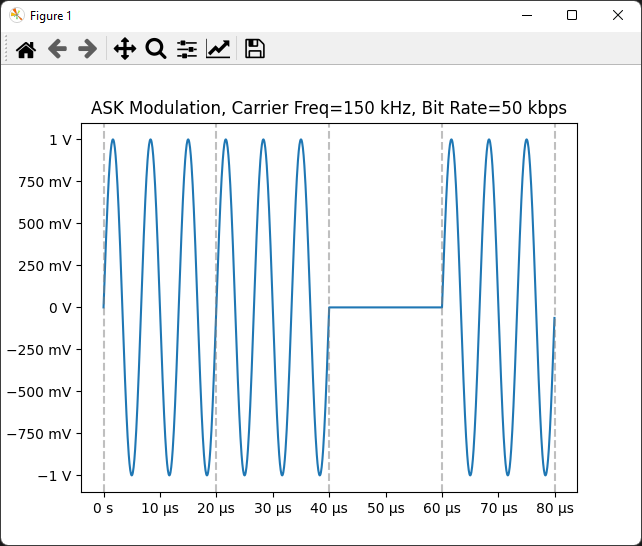 Figure 1
ASK Modulation, Carrier Freq=150 kHz, Bit Rate=50 kbps
1 V
750 mV
500 mV
250 mV
0 V
−250 mV
−500 mV
−750 mV
−1 V
0 s 10 μs 20 μs 30 μs 40 μs 50 μs 60 μs 70 μs 80 μs